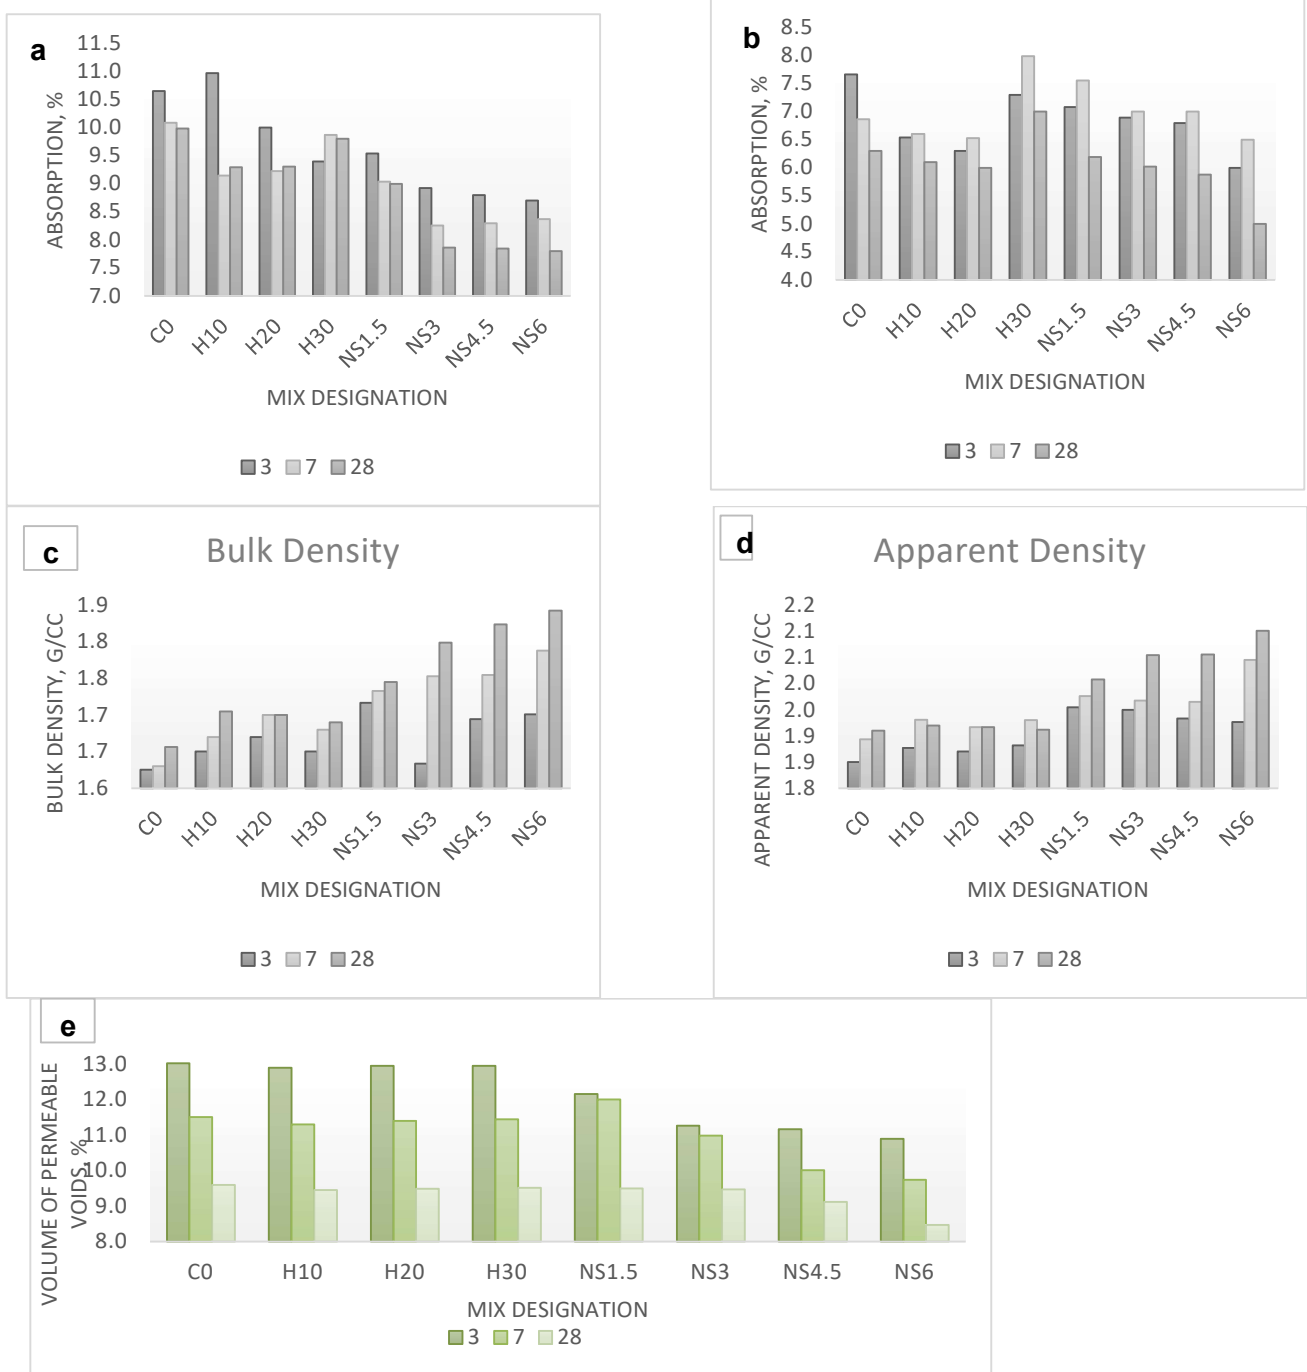 a
11.5
11.0
10.5
10.0
9.5
9.0
8.5
8.0
7.5
7.0
ABSORPTION, %
C0 H10 H20 H30 NS1.5 NS3 NS4.5 NS6
MIX DESIGNATION
3 7 28
b
8.5
8.0
7.5
7.0
6.5
6.0
5.5
5.0
4.5
4.0
ABSORPTION, %
C0 H10 H20 H30 NS1.5 NS3 NS4.5 NS6
MIX DESIGNATION
3 7 28
c
Bulk Density
1.9
1.8
1.8
1.7
1.7
1.6
BULK DENSITY, G/CC
C0 H10 H20 H30 NS1.5 NS3 NS4.5 NS6
MIX DESIGNATION
3 7 28
d
Apparent Density
2.2
2.1
2.1
2.0
2.0
1.9
1.9
1.8
APPARENT DENSITY, G/CC
C0 H10 H20 H30 NS1.5 NS3 NS4.5 NS6
MIX DESIGNATION
3 7 28
e
13.0
12.0
11.0
10.0
9.0
8.0
VOLUME OF PERMEABLE
VOIDS, %
C0 H10 H20 H30 NS1.5 NS3 NS4.5 NS6
MIX DESIGNATION
3 7 28